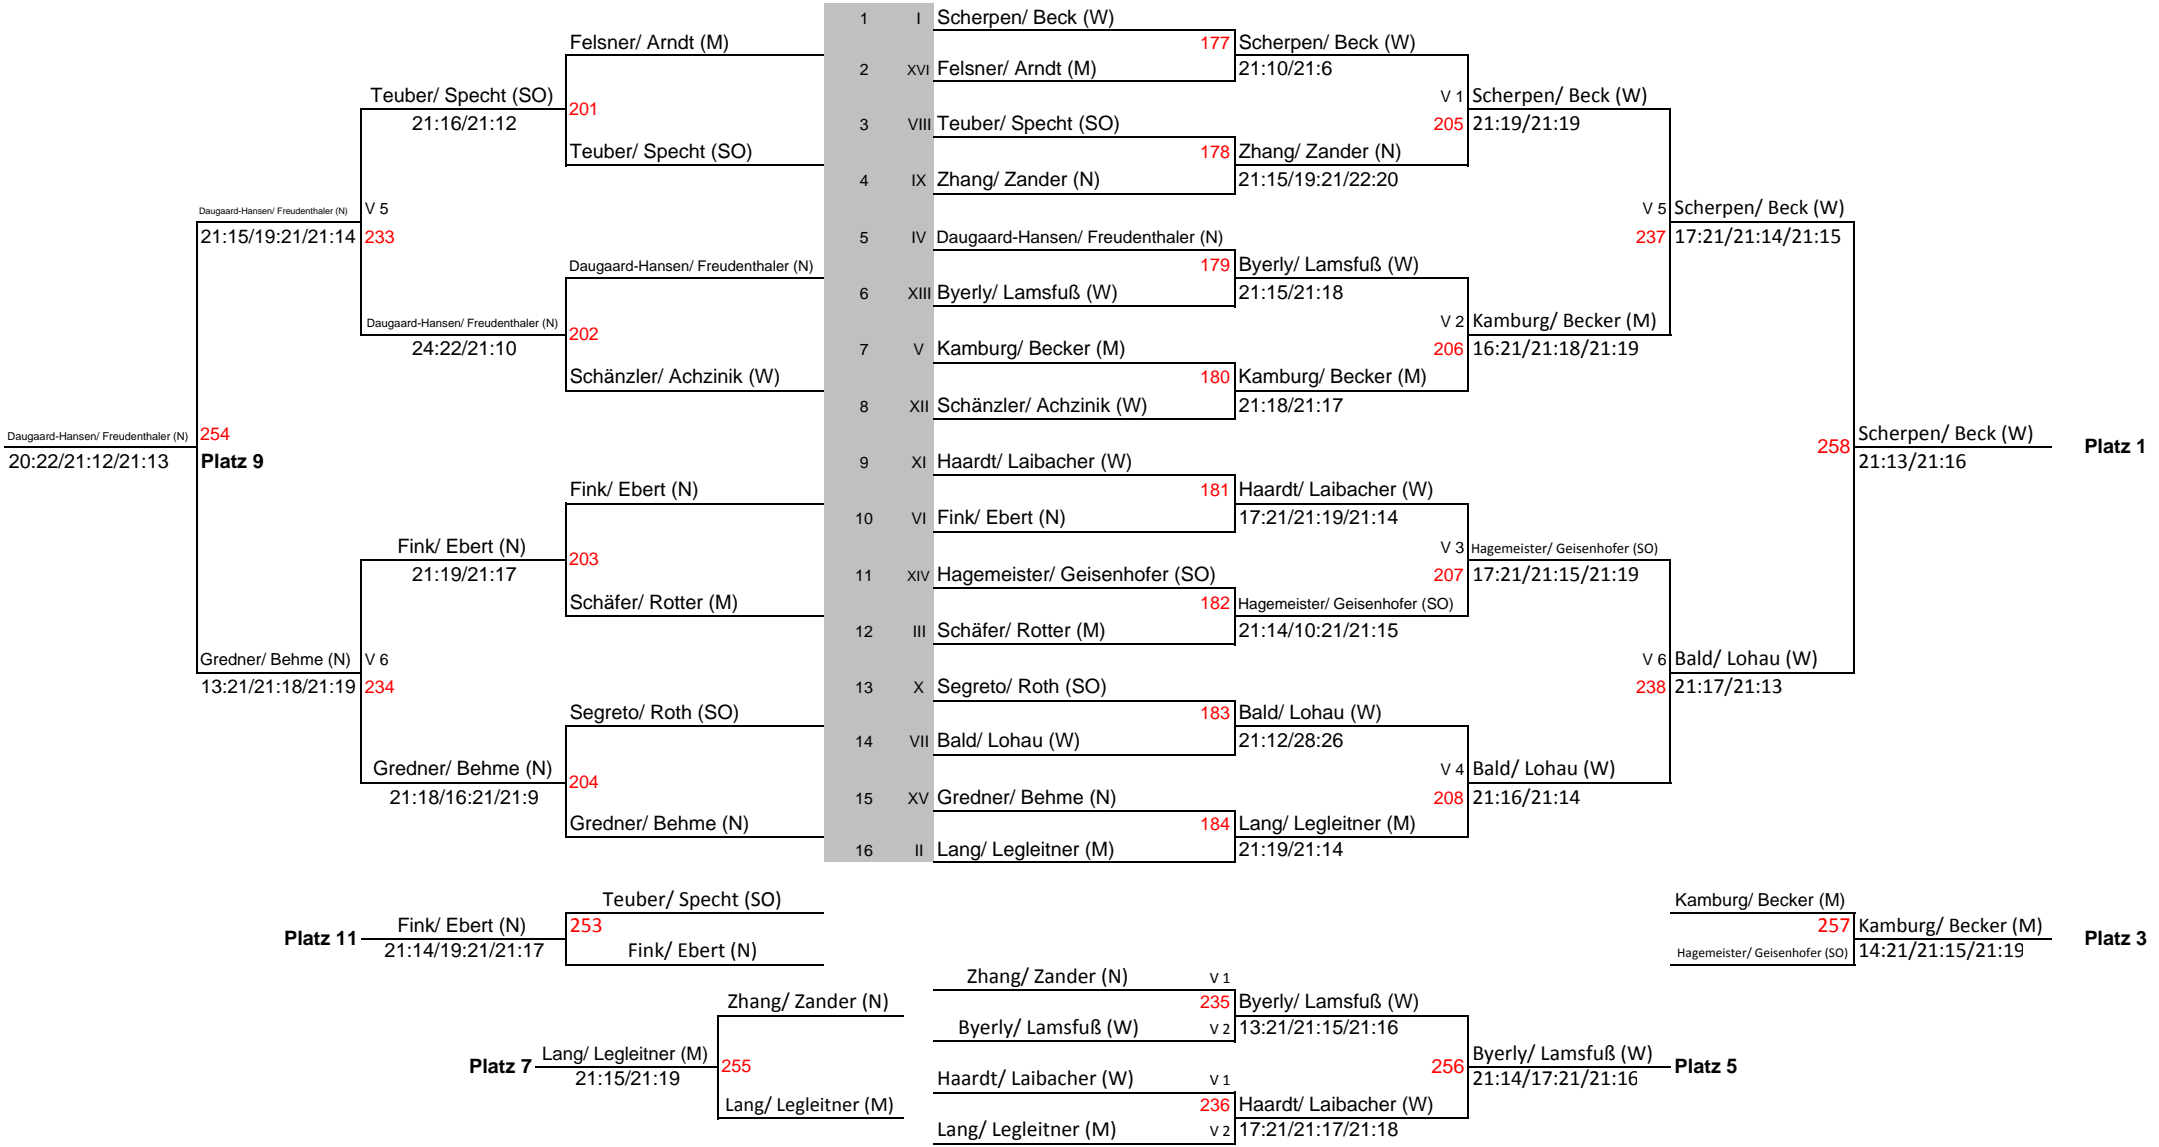 1 I Scherpen/ Beck (W)
Felsner/ Arndt (M) 177 Scherpen/ Beck (W)
2 XVI Felsner/ Arndt (M) 21:10/21:6
Teuber/ Specht (SO) 201 V 1 Scherpen/ Beck (W)
21:16/21:12 3 VIII Teuber/ Specht (SO) 205 21:19/21:19
Teuber/ Specht (SO) 178 Zhang/ Zander (N)
4 IX Zhang/ Zander (N) 21:15/19:21/22:20
Daugaard-Hansen/ Freudenthaler (N) V 5 V 5 Scherpen/ Beck (W)
21:15/19:21/21:14 233 5 IV Daugaard-Hansen/ Freudenthaler (N) 237 17:21/21:14/21:15
Daugaard-Hansen/ Freudenthaler (N) 179 Byerly/ Lamsfuß (W)
6 XIII Byerly/ Lamsfuß (W) 21:15/21:18
Daugaard-Hansen/ Freudenthaler (N) 202 V 2 Kamburg/ Becker (M)
24:22/21:10 7 V Kamburg/ Becker (M) 206 16:21/21:18/21:19
Schänzler/ Achzinik (W) 180 Kamburg/ Becker (M)
8 XII Schänzler/ Achzinik (W) 21:18/21:17
Daugaard-Hansen/ Freudenthaler (N) 254 258 Scherpen/ Beck (W) Platz 1
20:22/21:12/21:13 Platz 9 9 XI Haardt/ Laibacher (W) 21:13/21:16
Fink/ Ebert (N) 181 Haardt/ Laibacher (W)
10 VI Fink/ Ebert (N) 17:21/21:19/21:14
Fink/ Ebert (N) 203 V 3 Hagemeister/ Geisenhofer (SO)
21:19/21:17 11 XIV Hagemeister/ Geisenhofer (SO) 207 17:21/21:15/21:19
Schäfer/ Rotter (M) 182 Hagemeister/ Geisenhofer (SO)
12 III Schäfer/ Rotter (M) 21:14/10:21/21:15
Gredner/ Behme (N) V 6 V 6 Bald/ Lohau (W)
13:21/21:18/21:19 234 13 X Segreto/ Roth (SO) 238 21:17/21:13
Segreto/ Roth (SO) 183 Bald/ Lohau (W)
14 VII Bald/ Lohau (W) 21:12/28:26
Gredner/ Behme (N) 204 V 4 Bald/ Lohau (W)
21:18/16:21/21:9 15 XV Gredner/ Behme (N) 208 21:16/21:14
Gredner/ Behme (N) 184 Lang/ Legleitner (M)
16 II Lang/ Legleitner (M) 21:19/21:14
Teuber/ Specht (SO) Kamburg/ Becker (M)
Platz 11 Fink/ Ebert (N) 253 257 Kamburg/ Becker (M) Platz 3
21:14/19:21/21:17 Fink/ Ebert (N) Hagemeister/ Geisenhofer (SO) 14:21/21:15/21:19
Zhang/ Zander (N) V 1
Zhang/ Zander (N) 235 Byerly/ Lamsfuß (W)
Byerly/ Lamsfuß (W) V 2 13:21/21:15/21:16
Platz 7 Lang/ Legleitner (M) 255 256 Byerly/ Lamsfuß (W) Platz 5
21:15/21:19 Haardt/ Laibacher (W) V 1 21:14/17:21/21:16
Lang/ Legleitner (M) 236 Haardt/ Laibacher (W)
Lang/ Legleitner (M) V 2 17:21/21:17/21:18